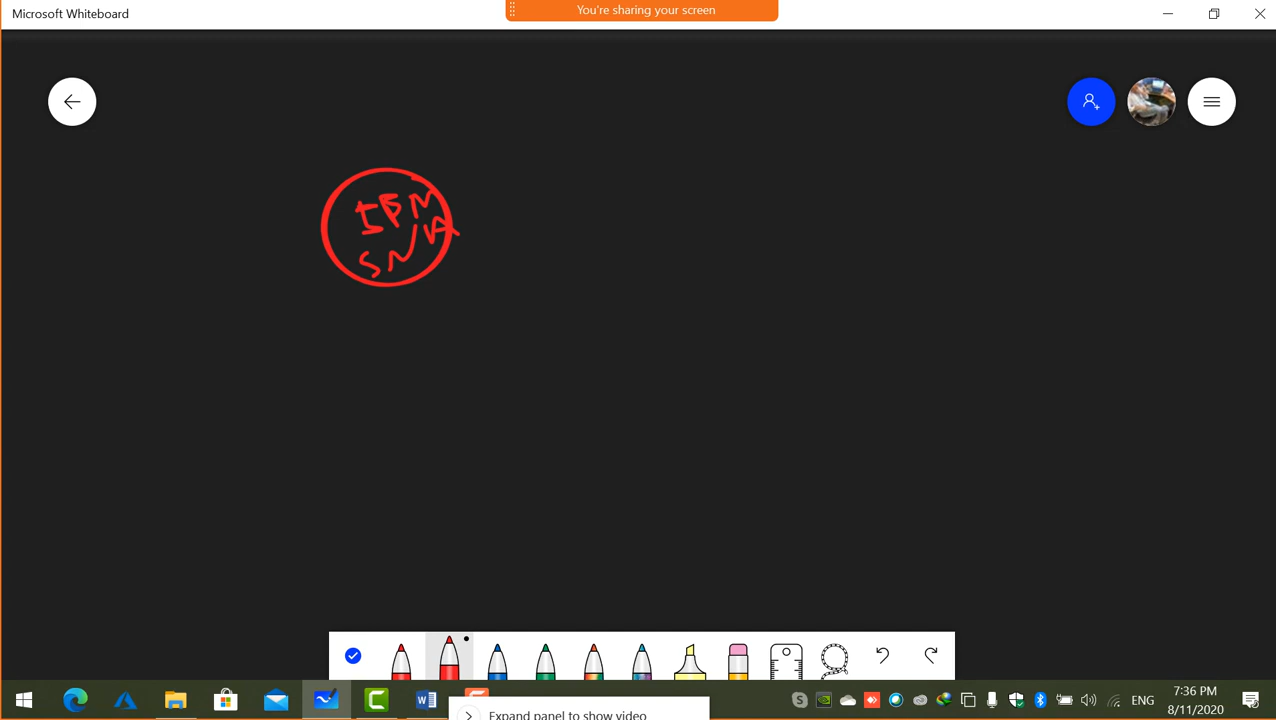 Microsoft Whiteboard
You're sharing your screen
IBM
SNA
Expand panel to show video
ENG
7:36 PM
8/11/2020